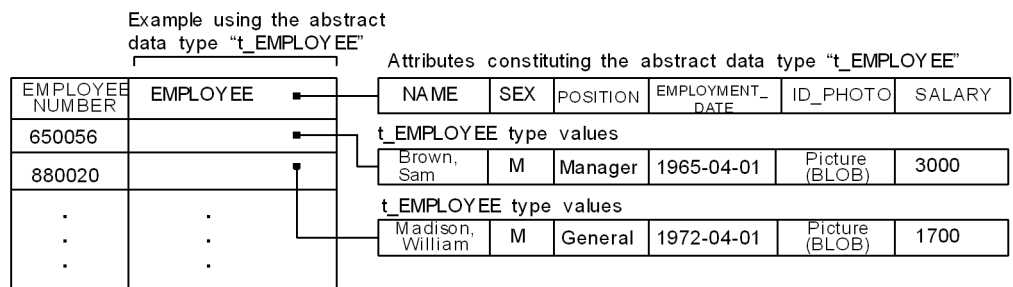 Example using the abstract
data type “t_EMPLOYEE”
Attributes constituting the abstract data type “t_EMPLOYEE”
EMPLOYEE
NUMBER
EMPLOYEE
NAME
SEX
POSITION
EMPLOYMENT_
DATE
ID_PHOTO
SALARY
650056
t_EMPLOYEE type values
Brown,
Sam
M
Manager
1965-04-01
Picture
(BLOB)
3000
880020
t_EMPLOYEE type values
Madison,
William
M
General
1972-04-01
Picture
(BLOB)
1700